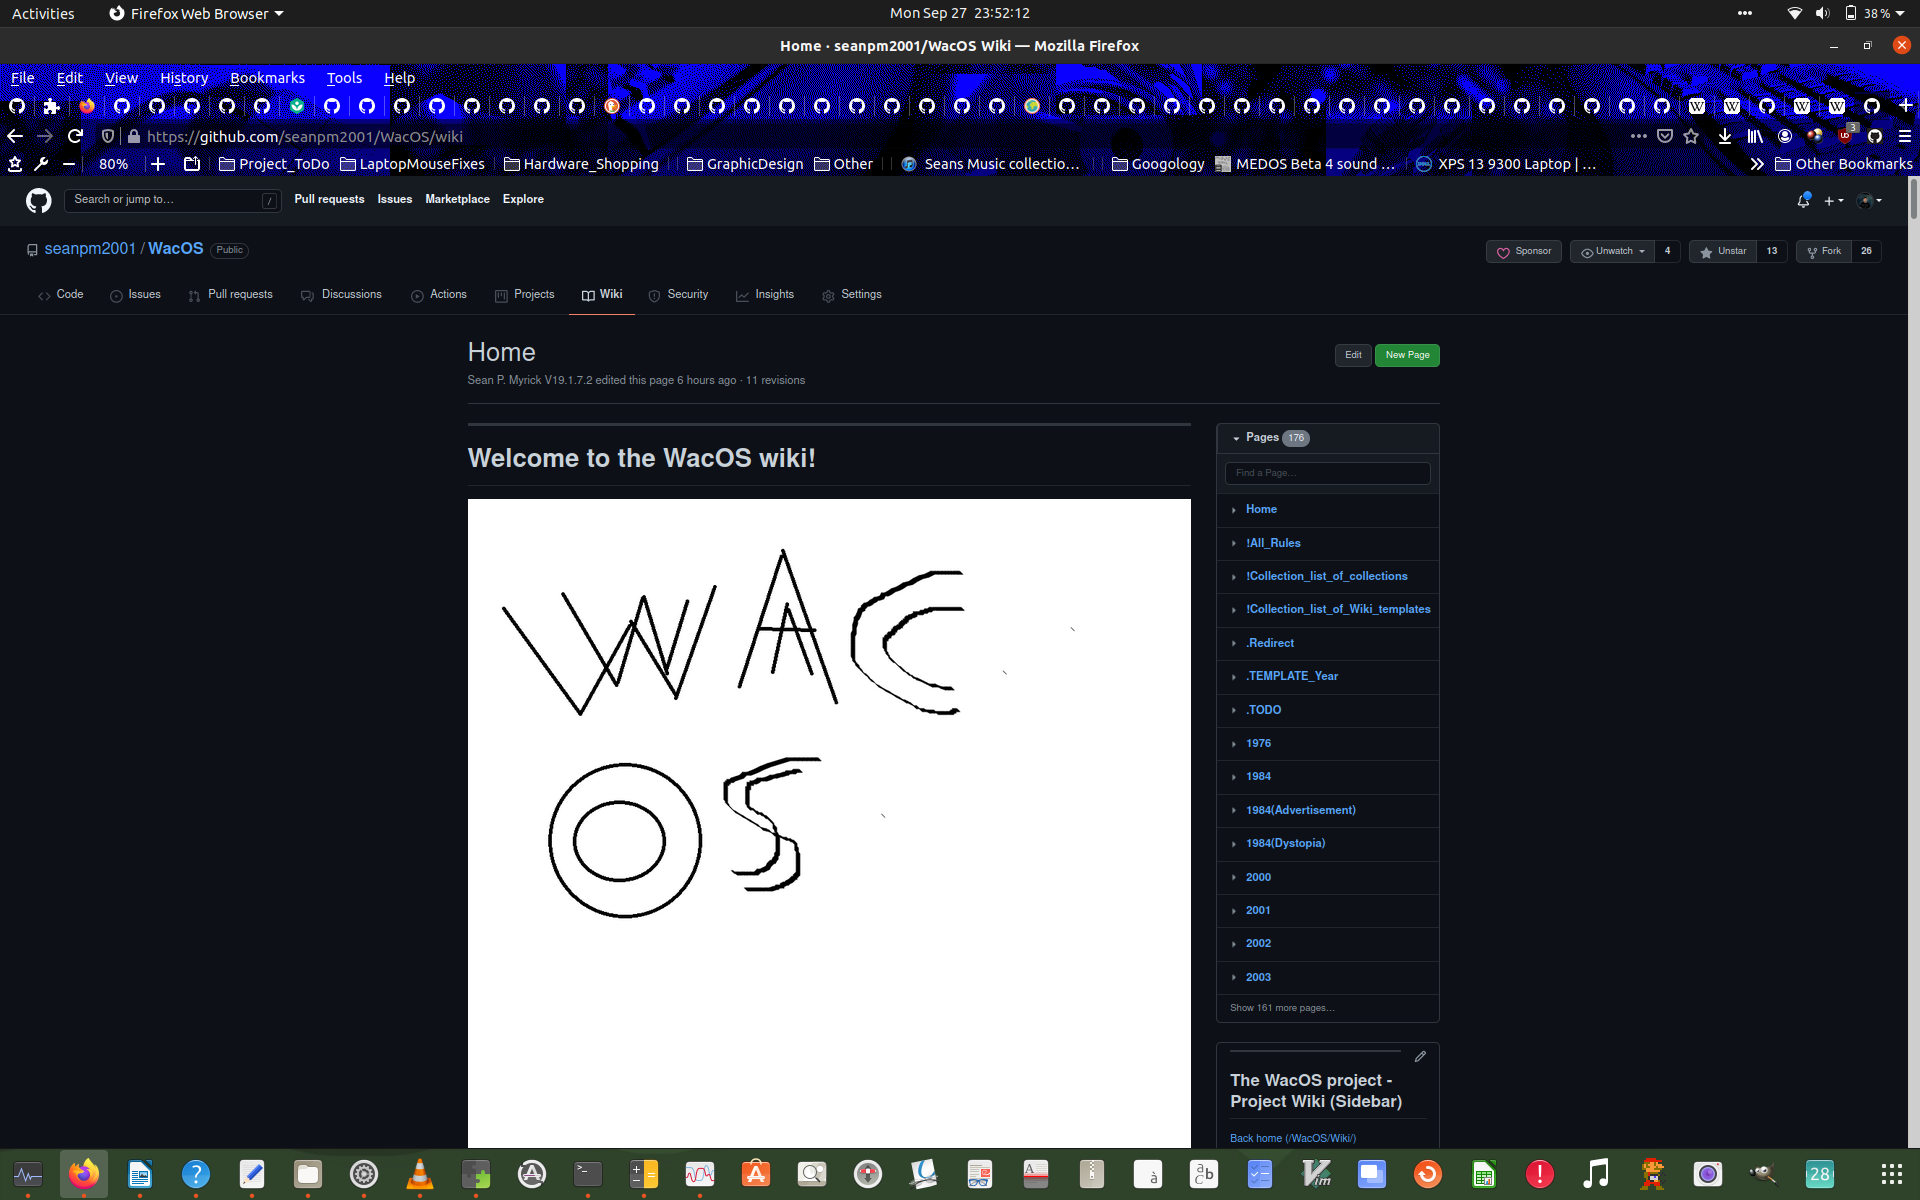 Activities Firefox Web Browser Mon Sep 27 23:52:12 38 %
Home · seanpm2001/WacOS Wiki — Mozilla Firefox
File Edit View History Bookmarks Tools Help
https://github.com/seanpm2001/WacOS/wiki 3
80% Project_ToDo LaptopMouseFixes Hardware_Shopping GraphicDesign Other Seans Music collectio… Googology MEDOS Beta 4 sound … XPS 13 9300 Laptop | … Other Bookmarks
Search or jump to… / Pull requests Issues Marketplace Explore
seanpm2001 / WacOS Public Sponsor Unwatch 4 Unstar 13 Fork 26
Code Issues Pull requests Discussions Actions Projects Wiki Security Insights Settings
Home Edit New Page
Sean P. Myrick V19.1.7.2 edited this page 6 hours ago · 11 revisions
Welcome to the WacOS wiki!
WAC
OS
Pages 176
Find a Page…
Home
!All_Rules
!Collection_list_of_collections
!Collection_list_of_Wiki_templates
.Redirect
.TEMPLATE_Year
.TODO
1976
1984
1984(Advertisement)
1984(Dystopia)
2000
2001
2002
2003
Show 161 more pages…
The WacOS project -
Project Wiki (Sidebar)
Back home (/WacOS/Wiki/)
28